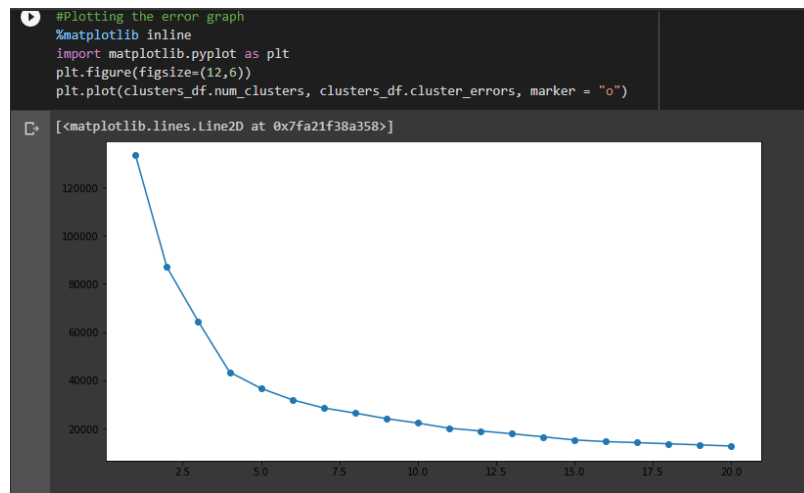 #Plotting the error graph
%matplotlib inline
import matplotlib.pyplot as plt
plt.figure(figsize=(12,6))
plt.plot(clusters_df.num_clusters, clusters_df.cluster_errors, marker = "o")
[<matplotlib.lines.Line2D at 0x7fa21f38a358>]
120000
100000
80000
60000
40000
20000
2.5 5.0 7.5 10.0 12.5 15.0 17.5 20.0